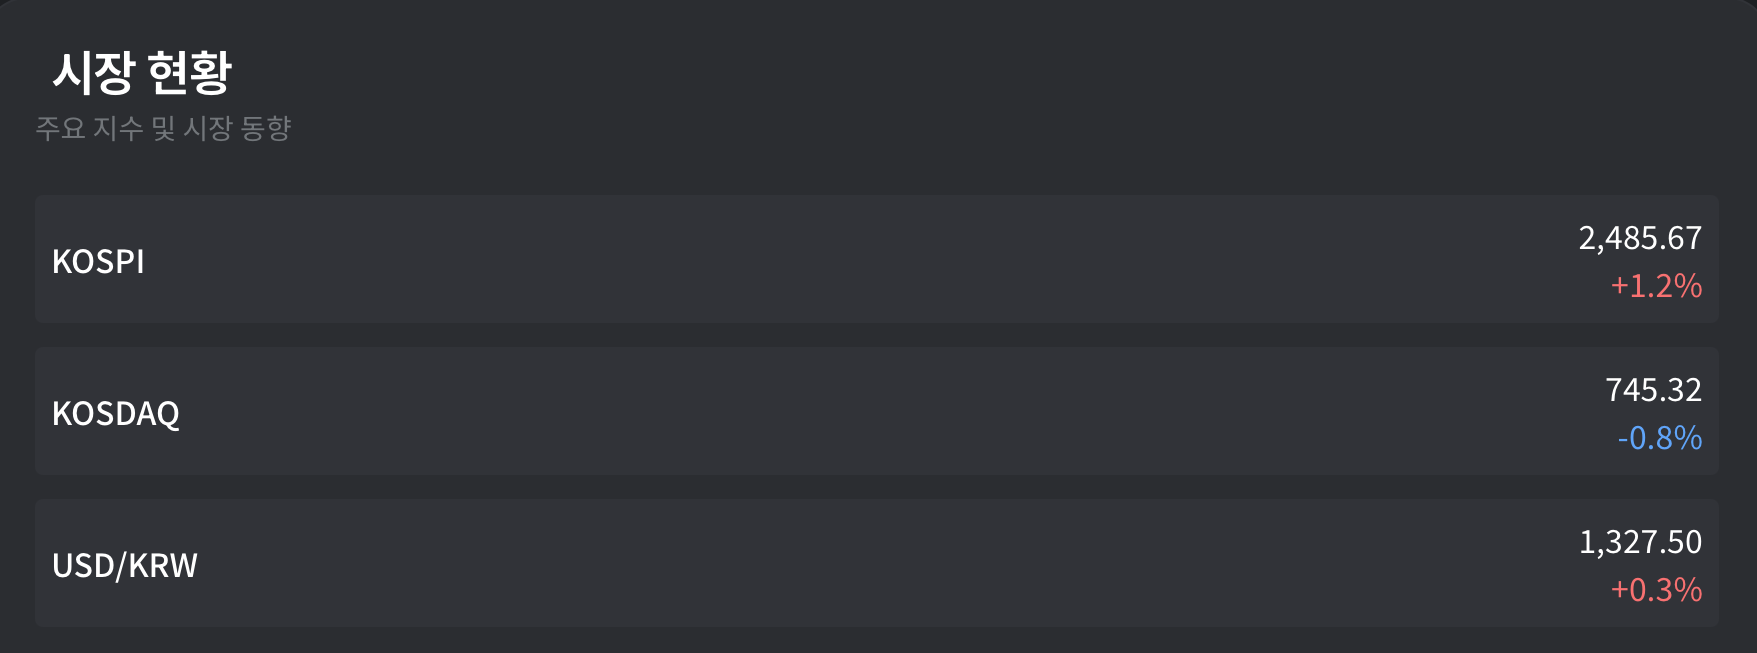 시장 현황
주요 지수 및 시장 동향
KOSPI
2,485.67
+1.2%
KOSDAQ
745.32
-0.8%
USD/KRW
1,327.50
+0.3%